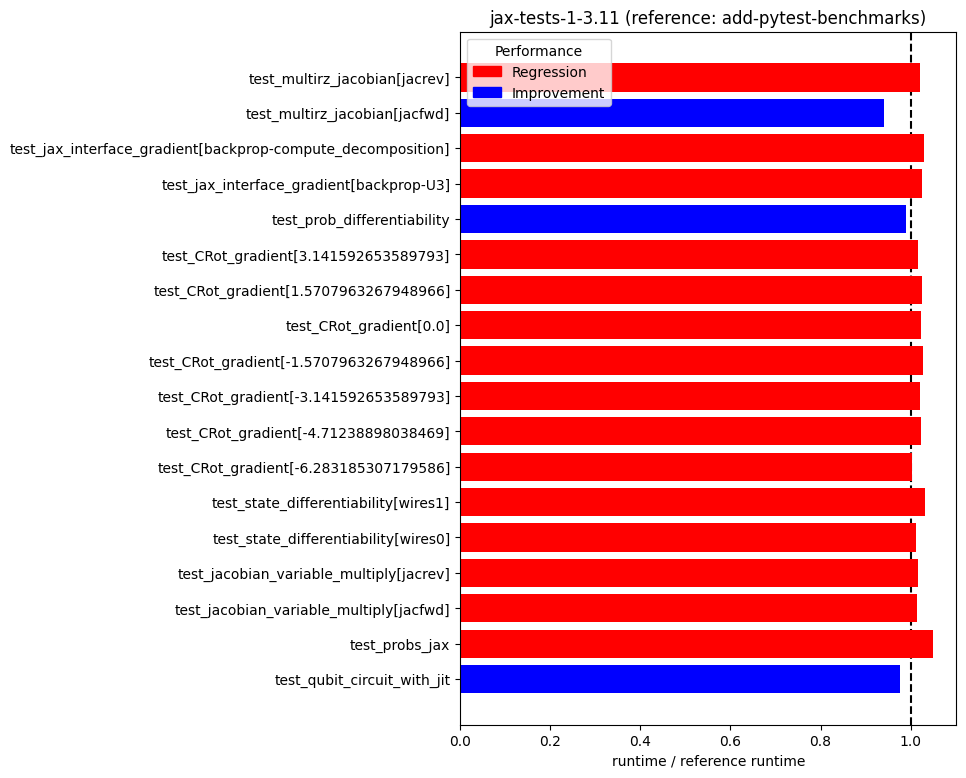 jax-tests-1-3.11 (reference: add-pytest-benchmarks)
Performance
Regression
Improvement
test_multirz_jacobian[jacrev]
test_multirz_jacobian[jacfwd]
test_jax_interface_gradient[backprop-compute_decomposition]
test_jax_interface_gradient[backprop-U3]
test_prob_differentiability
test_CRot_gradient[3.141592653589793]
test_CRot_gradient[1.5707963267948966]
test_CRot_gradient[0.0]
test_CRot_gradient[-1.5707963267948966]
test_CRot_gradient[-3.141592653589793]
test_CRot_gradient[-4.71238898038469]
test_CRot_gradient[-6.283185307179586]
test_state_differentiability[wires1]
test_state_differentiability[wires0]
test_jacobian_variable_multiply[jacrev]
test_jacobian_variable_multiply[jacfwd]
test_probs_jax
test_qubit_circuit_with_jit
0.0 0.2 0.4 0.6 0.8 1.0
runtime / reference runtime